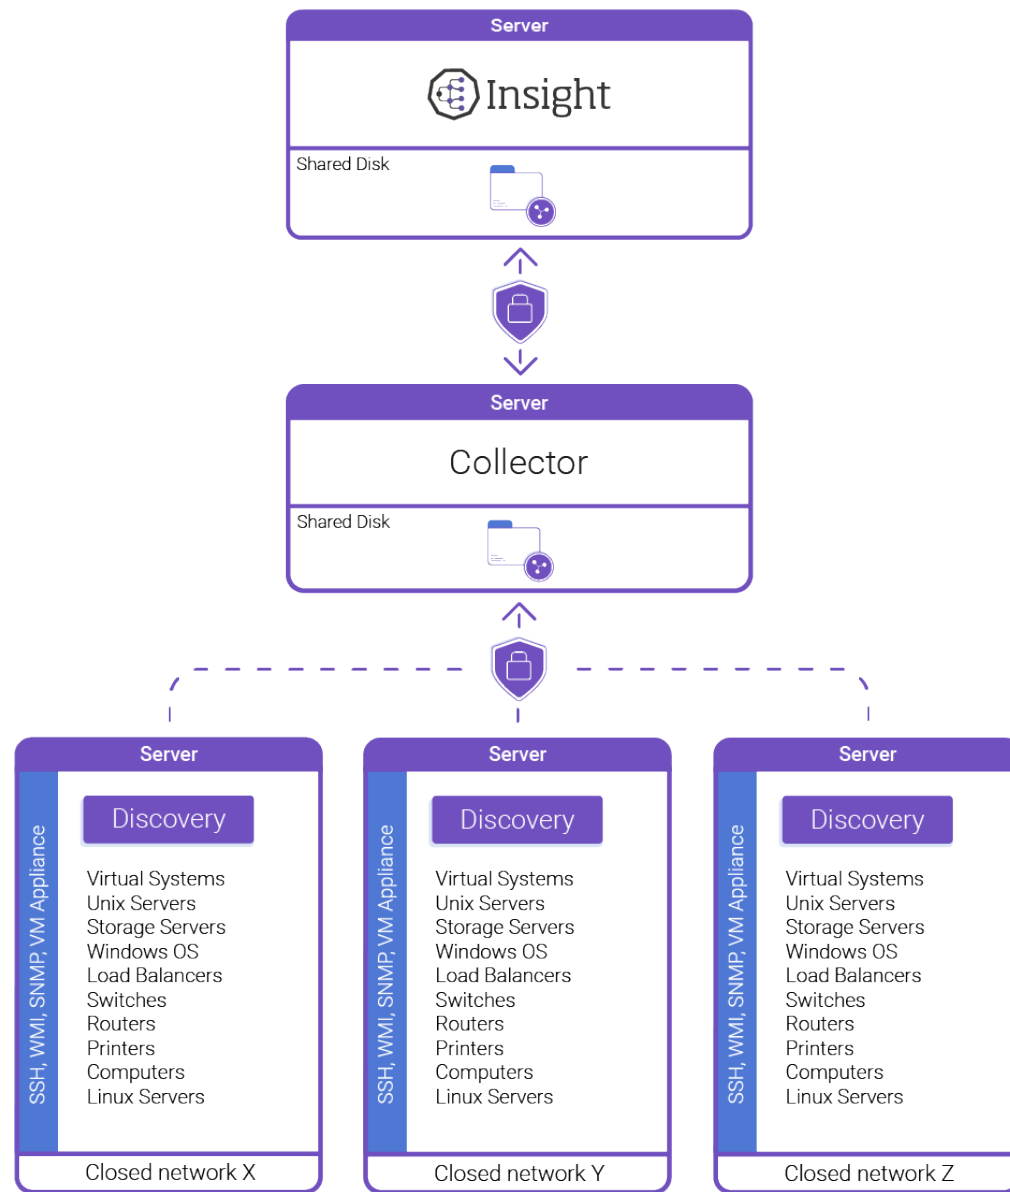 Server
Insight
Shared Disk
Server
Collector
Shared Disk
Server
SSH, WMI, SNMP, VM Appliance
Discovery
Virtual Systems
Unix Servers
Storage Servers
Windows OS
Load Balancers
Switches
Routers
Printers
Computers
Linux Servers
Closed network X
Server
SSH, WMI, SNMP, VM Appliance
Discovery
Virtual Systems
Unix Servers
Storage Servers
Windows OS
Load Balancers
Switches
Routers
Printers
Computers
Linux Servers
Closed network Y
Server
SSH, WMI, SNMP, VM Appliance
Discovery
Virtual Systems
Unix Servers
Storage Servers
Windows OS
Load Balancers
Switches
Routers
Printers
Computers
Linux Servers
Closed network Z